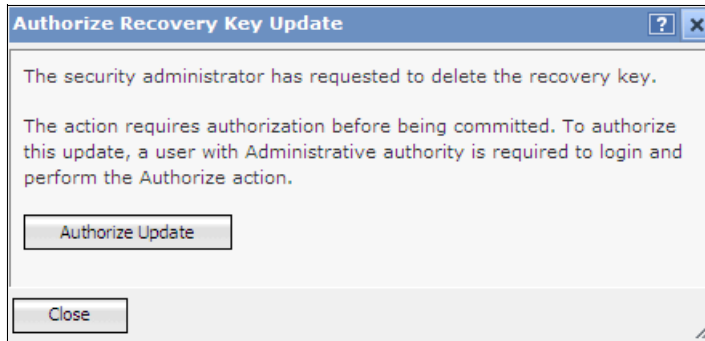 Authorize Recovery Key Update ? x
The security administrator has requested to delete the recovery key.
The action requires authorization before being committed. To authorize
this update, a user with Administrative authority is required to login and
perform the Authorize action.
Authorize Update
Close